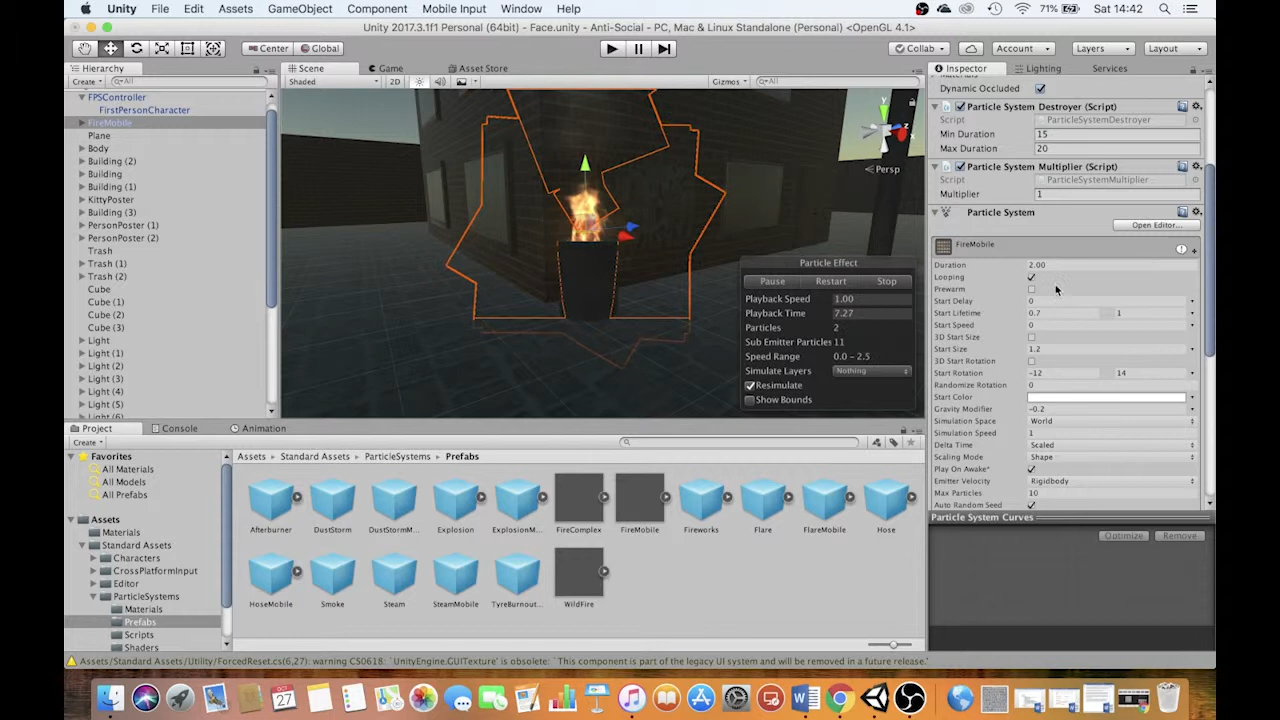 Unity File Edit Assets GameObject Component Mobile Input Window Help 71% Sat 14:42
Unity 2017.3.1f1 Personal (64bit) - Face.unity - Anti-Social - PC, Mac & Linux Standalone (Personal) <OpenGL 4.1>
Center Global Collab Account Layers Layout
Hierarchy Scene Game Asset Store Inspector Lighting Services
Create All Shaded 2D Gizmos All
FPSController
FirstPersonCharacter
FireMobile
Plane
Body
Building (2)
Building
Building (1)
KittyPoster
Building (3)
PersonPoster (1)
PersonPoster (2)
Trash
Trash (1)
Trash (2)
Cube
Cube (1)
Cube (2)
Cube (3)
Light
Light (1)
Light (2)
Light (3)
Light (4)
Light (5)
Light (6)
y
z
Persp
Particle Effect
Pause Restart Stop
Playback Speed 1.00
Playback Time 7.27
Particles 2
Sub Emitter Particles 11
Speed Range 0.0 – 2.5
Simulate Layers Nothing
Resimulate
Show Bounds
Dynamic Occluded
Particle System Destroyer (Script)
Script ParticleSystemDestroyer
Min Duration 15
Max Duration 20
Particle System Multiplier (Script)
Script ParticleSystemMultiplier
Multiplier 1
Particle System
Open Editor...
FireMobile
Duration 2.00
Looping
Prewarm
Start Delay 0
Start Lifetime 0.7 1
Start Speed 0
3D Start Size
Start Size 1.2
3D Start Rotation
Start Rotation -12 14
Randomize Rotation 0
Start Color
Gravity Modifier -0.2
Simulation Space World
Simulation Speed 1
Delta Time Scaled
Scaling Mode Shape
Play On Awake*
Emitter Velocity Rigidbody
Max Particles 10
Auto Random Seed
Particle System Curves
Optimize Remove
Project Console Animation
Create
Favorites
All Materials
All Models
All Prefabs
Assets
Materials
Standard Assets
Characters
CrossPlatformInput
Editor
ParticleSystems
Materials
Prefabs
Scripts
Shaders
Assets Standard Assets ParticleSystems Prefabs
Afterburner DustStorm DustStormM... Explosion ExplosionM... FireComplex FireMobile Fireworks Flare FlareMobile Hose
HoseMobile Smoke Steam SteamMobile TyreBurnout... WildFire
Assets/Standard Assets/Utility/ForcedReset.cs(6,27): warning CS0618: `UnityEngine.GUITexture' is obsolete: `This component is part of the legacy UI system and will be removed in a future release.'
OCT
27